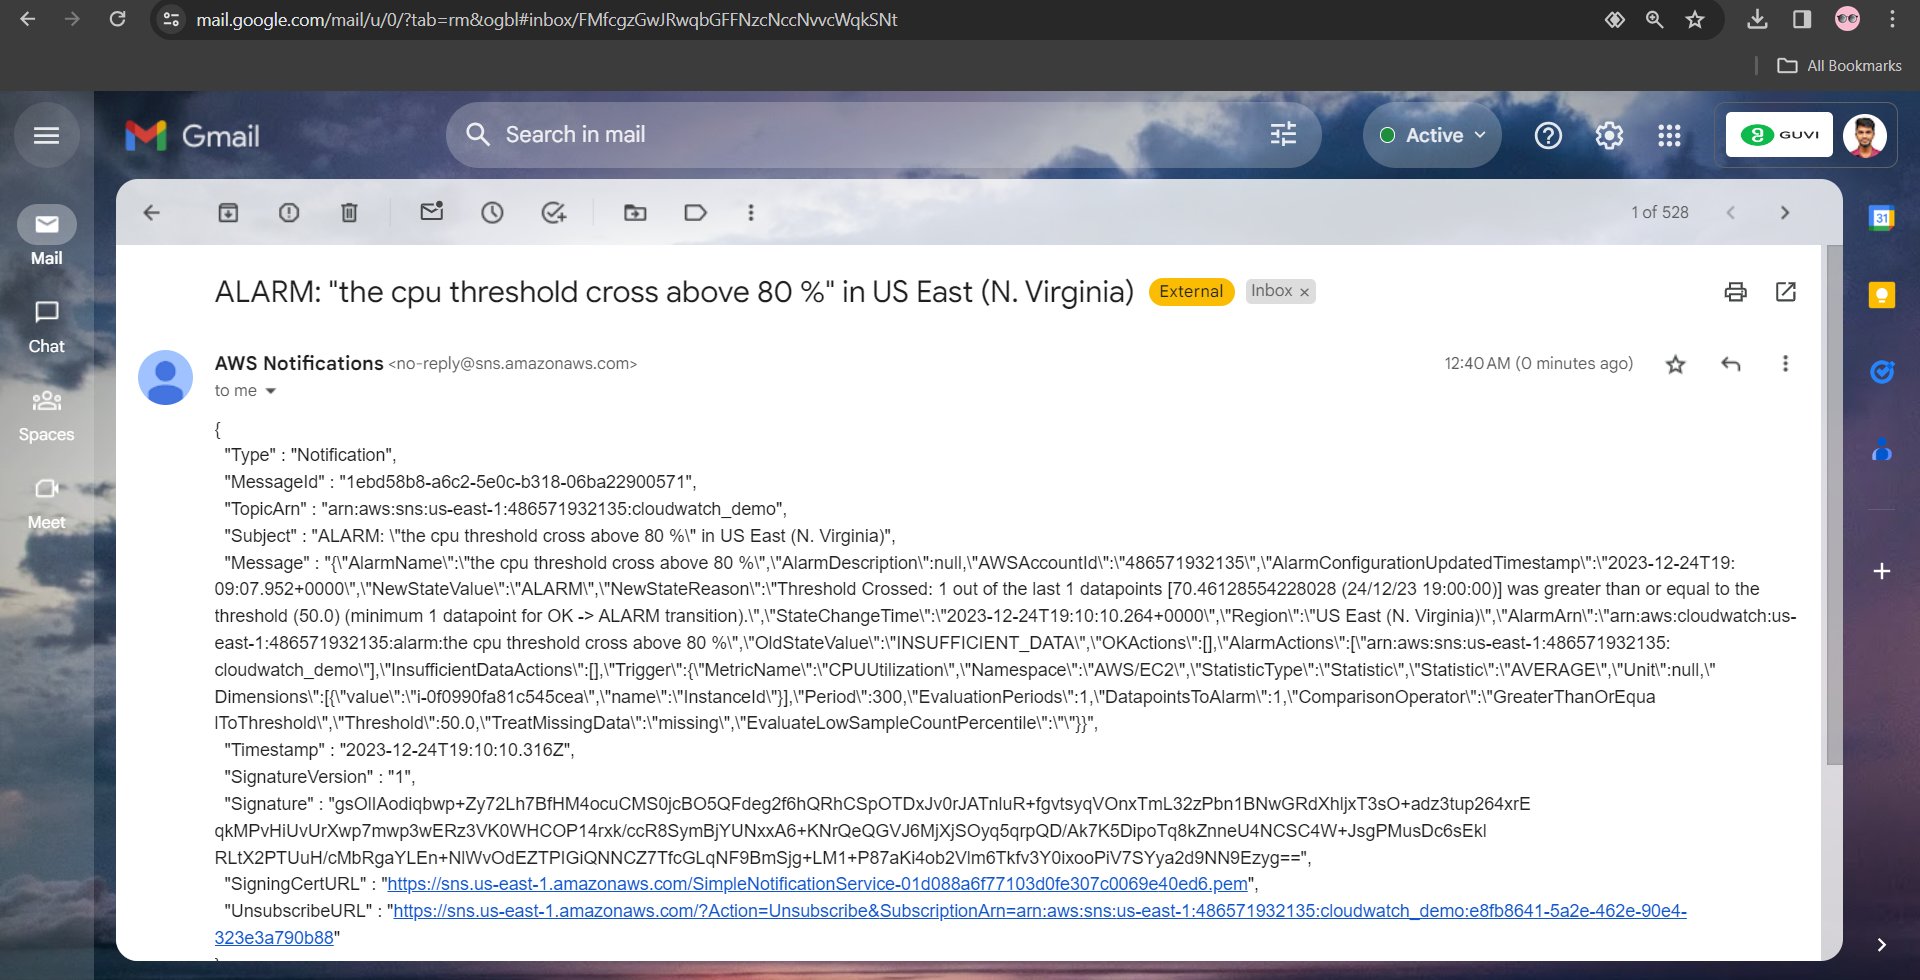 mail.google.com/mail/u/0/?tab=rm&ogbl#inbox/FMfcgzGwJRwqbGFFNzcNccNvvcWqkSNt
All Bookmarks
Gmail
Search in mail
Active
GUVI
Mail
Chat
Spaces
Meet
1 of 528
31
ALARM: "the cpu threshold cross above 80 %" in US East (N. Virginia)
External
Inbox ×
AWS Notifications <no-reply@sns.amazonaws.com>
12:40 AM (0 minutes ago)
to me
{
"Type" : "Notification",
"MessageId" : "1ebd58b8-a6c2-5e0c-b318-06ba22900571",
"TopicArn" : "arn:aws:sns:us-east-1:486571932135:cloudwatch_demo",
"Subject" : "ALARM: \"the cpu threshold cross above 80 %\" in US East (N. Virginia)",
"Message" : "{\"AlarmName\":\"the cpu threshold cross above 80 %\",\"AlarmDescription\":null,\"AWSAccountId\":\"486571932135\",\"AlarmConfigurationUpdatedTimestamp\":\"2023-12-24T19:
09:07.952+0000\",\"NewStateValue\":\"ALARM\",\"NewStateReason\":\"Threshold Crossed: 1 out of the last 1 datapoints [70.46128554228028 (24/12/23 19:00:00)] was greater than or equal to the
threshold (50.0) (minimum 1 datapoint for OK -> ALARM transition).\",\"StateChangeTime\":\"2023-12-24T19:10:10.264+0000\",\"Region\":\"US East (N. Virginia)\",\"AlarmArn\":\"arn:aws:cloudwatch:us-
east-1:486571932135:alarm:the cpu threshold cross above 80 %\",\"OldStateValue\":\"INSUFFICIENT_DATA\",\"OKActions\":[],\"AlarmActions\":[\"arn:aws:sns:us-east-1:486571932135:
cloudwatch_demo\"],\"InsufficientDataActions\":[],\"Trigger\":{\"MetricName\":\"CPUUtilization\",\"Namespace\":\"AWS/EC2\",\"StatisticType\":\"Statistic\",\"Statistic\":\"AVERAGE\",\"Unit\":null,\"
Dimensions\":[{\"value\":\"i-0f0990fa81c545cea\",\"name\":\"InstanceId\"}],\"Period\":300,\"EvaluationPeriods\":1,\"DatapointsToAlarm\":1,\"ComparisonOperator\":\"GreaterThanOrEqua
lToThreshold\",\"Threshold\":50.0,\"TreatMissingData\":\"missing\",\"EvaluateLowSampleCountPercentile\":\"\"}}",
"Timestamp" : "2023-12-24T19:10:10.316Z",
"SignatureVersion" : "1",
"Signature" : "gsOlIAodiqbwp+Zy72Lh7BfHM4ocuCMS0jcBO5QFdeg2f6hQRhCSpOTDxJv0rJATnluR+fgvtsyqVOnxTmL32zPbn1BNwGRdXhljxT3sO+adz3tup264xrE
qkMPvHiUvUrXwp7mwp3wERz3VK0WHCOP14rxk/ccR8SymBjYUNxxA6+KNrQeQGVJ6MjXjSOyq5qrpQD/Ak7K5DipoTq8kZnneU4NCSC4W+JsgPMusDc6sEkl
RLtX2PTUuH/cMbRgaYLEn+NlWvOdEZTPIGiQNNCZ7TfcGLqNF9BmSjg+LM1+P87aKi4ob2Vlm6Tkfv3Y0ixooPiV7SYya2d9NN9Ezyg==",
"SigningCertURL" : "https://sns.us-east-1.amazonaws.com/SimpleNotificationService-01d088a6f77103d0fe307c0069e40ed6.pem",
"UnsubscribeURL" : "https://sns.us-east-1.amazonaws.com/?Action=Unsubscribe&SubscriptionArn=arn:aws:sns:us-east-1:486571932135:cloudwatch_demo:e8fb8641-5a2e-462e-90e4-
323e3a790b88"